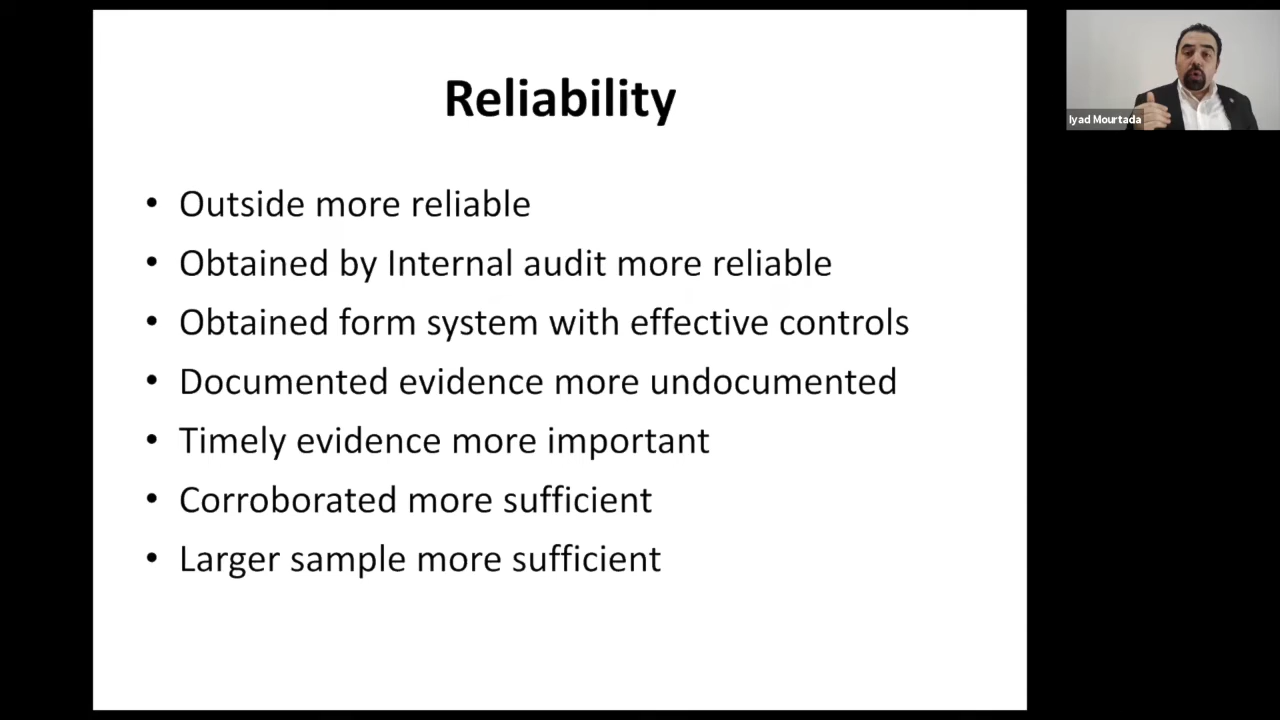 Reliability
Iyad Mourtada
• Outside more reliable
• Obtained by Internal audit more reliable
• Obtained form system with effective controls
• Documented evidence more undocumented
• Timely evidence more important
• Corroborated more sufficient
• Larger sample more sufficient